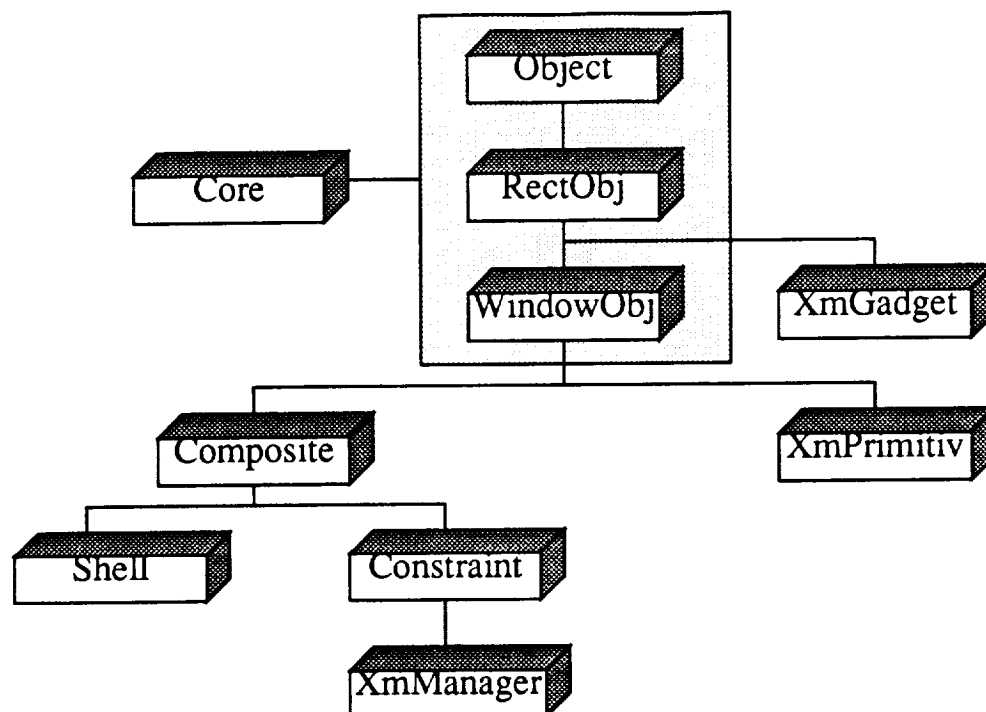 Object
Core
RectObj
WindowObj
XmGadget
Composite
XmPrimitiv
Shell
Constraint
XmManager